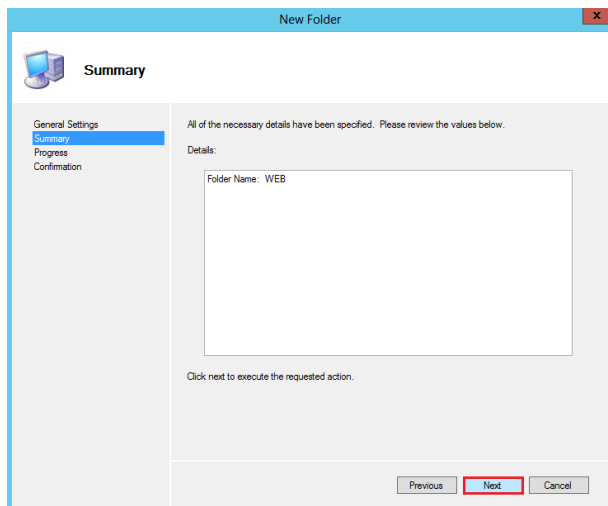 New Folder
x
Summary
General Settings
Summary
Progress
Confirmation
All of the necessary details have been specified. Please review the values below.
Details:
Folder Name: WEB
Click next to execute the requested action.
Previous Next Cancel